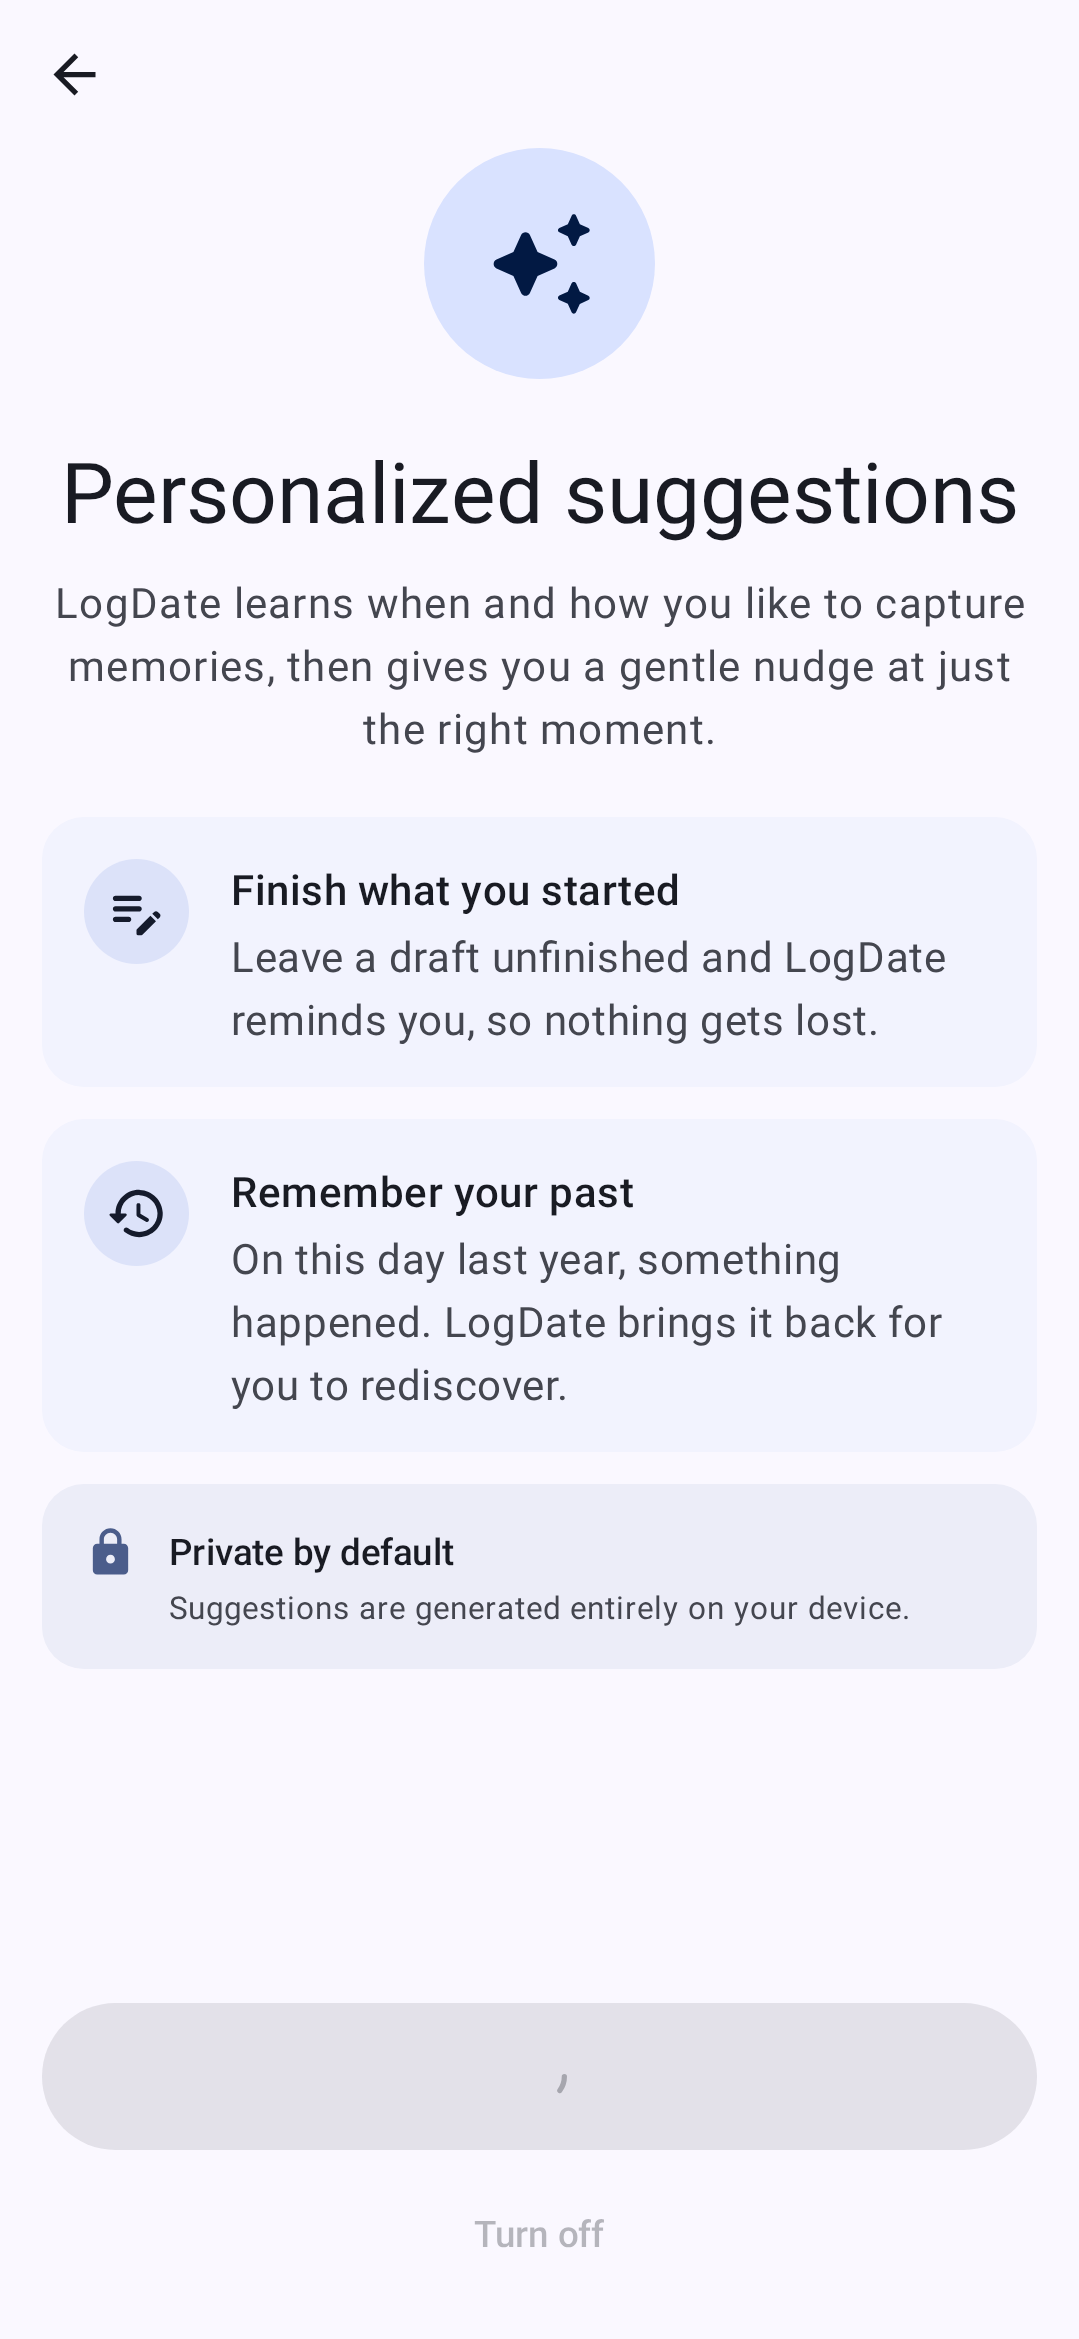 Personalized suggestions
LogDate learns when and how you like to capture
memories, then gives you a gentle nudge at just
the right moment.
Finish what you started
Leave a draft unfinished and LogDate
reminds you, so nothing gets lost.
Remember your past
On this day last year, something
happened. LogDate brings it back for
you to rediscover.
Private by default
Suggestions are generated entirely on your device.
Turn off